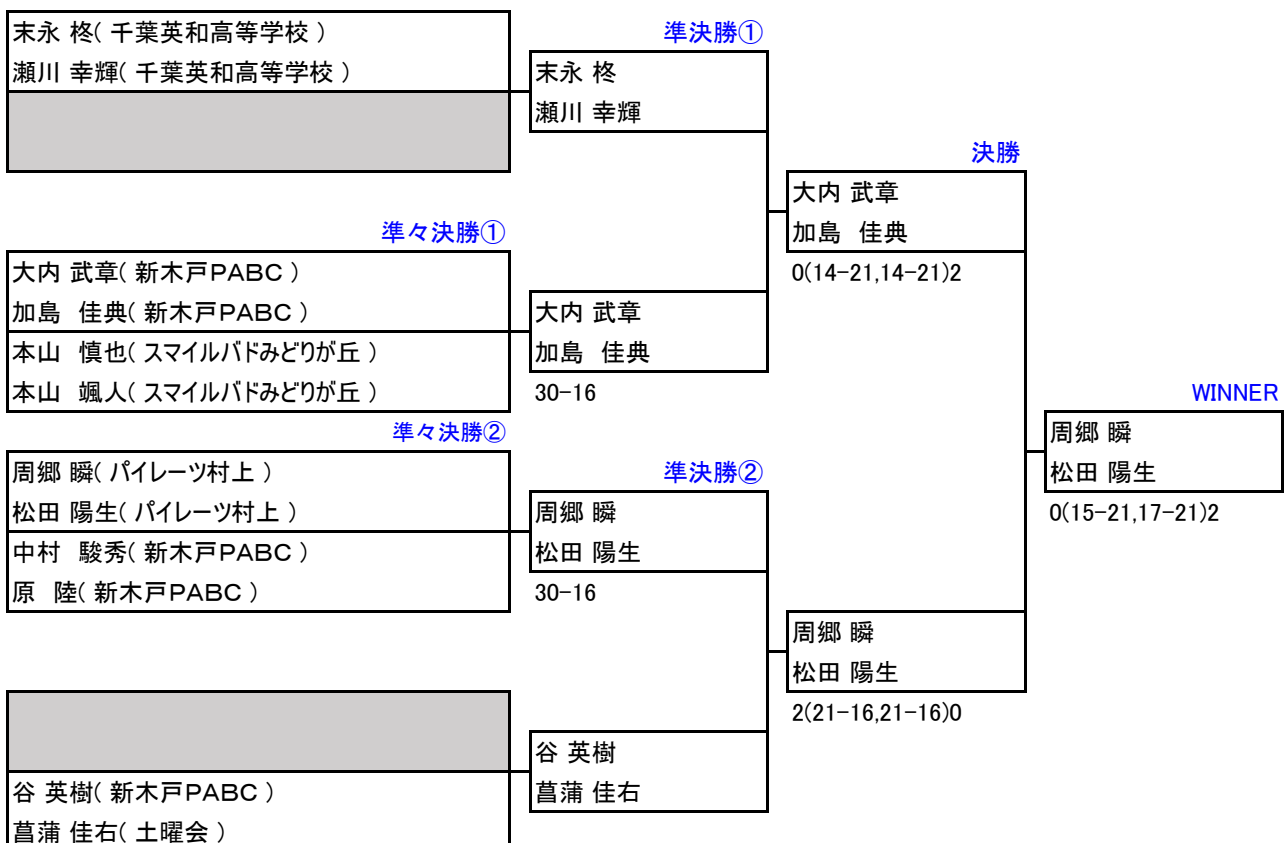 末永 柊( 千葉英和高等学校 )
瀬川 幸輝( 千葉英和高等学校 )
準決勝①
末永 柊
瀬川 幸輝
決勝
大内 武章
加島　佳典
0(14-21,14-21)2
準々決勝①
大内 武章( 新木戸PABC )
加島　佳典( 新木戸PABC )
本山　慎也( スマイルバドみどりが丘 )
本山　颯人( スマイルバドみどりが丘 )
大内 武章
加島　佳典
30-16
WINNER
周郷 瞬
松田 陽生
0(15-21,17-21)2
準々決勝②
周郷 瞬( パイレーツ村上 )
松田 陽生( パイレーツ村上 )
中村　駿秀( 新木戸PABC )
原　陸( 新木戸PABC )
準決勝②
周郷 瞬
松田 陽生
30-16
周郷 瞬
松田 陽生
2(21-16,21-16)0
谷 英樹
菖蒲 佳右
谷 英樹( 新木戸PABC )
菖蒲 佳右( 土曜会 )